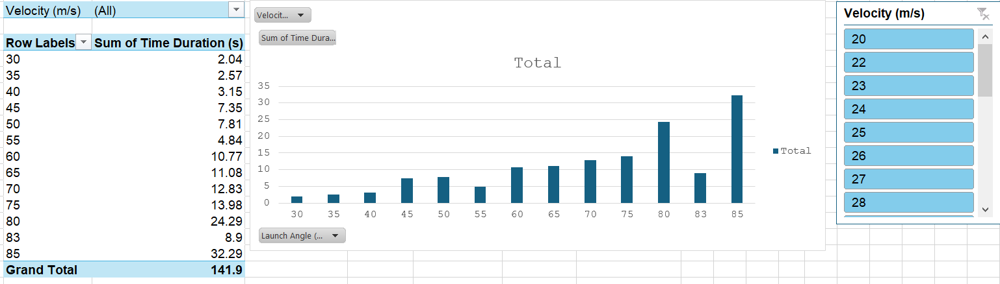 Velocity (m/s) (All)
Row Labels Sum of Time Duration (s)
30 2.04
35 2.57
40 3.15
45 7.35
50 7.81
55 4.84
60 10.77
65 11.08
70 12.83
75 13.98
80 24.29
83 8.9
85 32.29
Grand Total 141.9
Velocit...
Sum of Time Dura...
Total
35
30
25
20
15
10
5
0
30 35 40 45 50 55 60 65 70 75 80 83 85
Total
Launch Angle (...
Velocity (m/s)
20
22
23
24
25
26
27
28